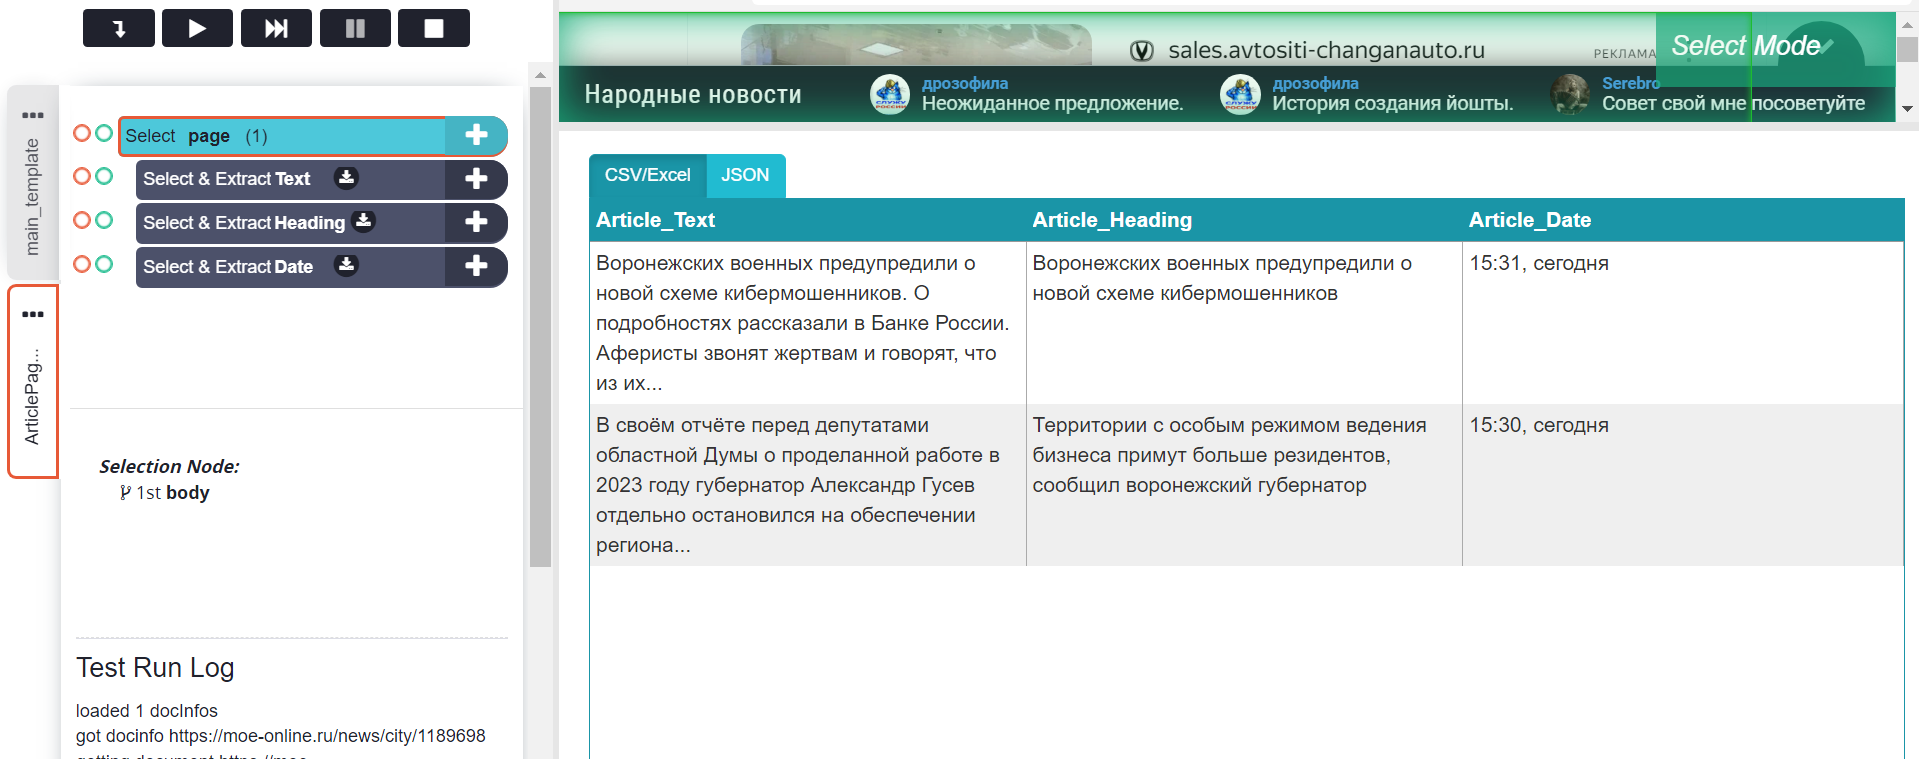 main_template
ArticlePag...
Select page (1)
Select & Extract Text
Select & Extract Heading
Select & Extract Date
Selection Node:
1st body
Test Run Log
loaded 1 docInfos
got docinfo https://moe-online.ru/news/city/1189698
getting document https://moe-
sales.avtositi-changanauto.ru
РЕКЛАМА
Select Mode
Народные новости
дрозофила
Неожиданное предложение.
дрозофила
История создания йошты.
Serebro
Совет свой мне посоветуйте
CSV/Excel
JSON
Article_Text
Article_Heading
Article_Date
Воронежских военных предупредили о
новой схеме кибермошенников. О
подробностях рассказали в Банке России.
Аферисты звонят жертвам и говорят, что
из их...
Воронежских военных предупредили о
новой схеме кибермошенников
15:31, сегодня
В своём отчёте перед депутатами
областной Думы о проделанной работе в
2023 году губернатор Александр Гусев
отдельно остановился на обеспечении
региона...
Территории с особым режимом ведения
бизнеса примут больше резидентов,
сообщил воронежский губернатор
15:30, сегодня